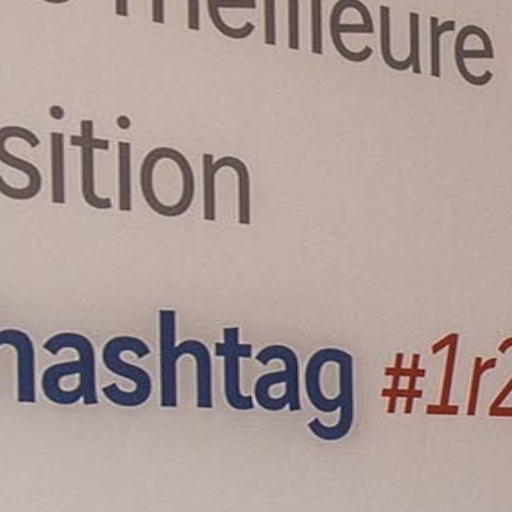 meilleure
sition
hashtag #1r2